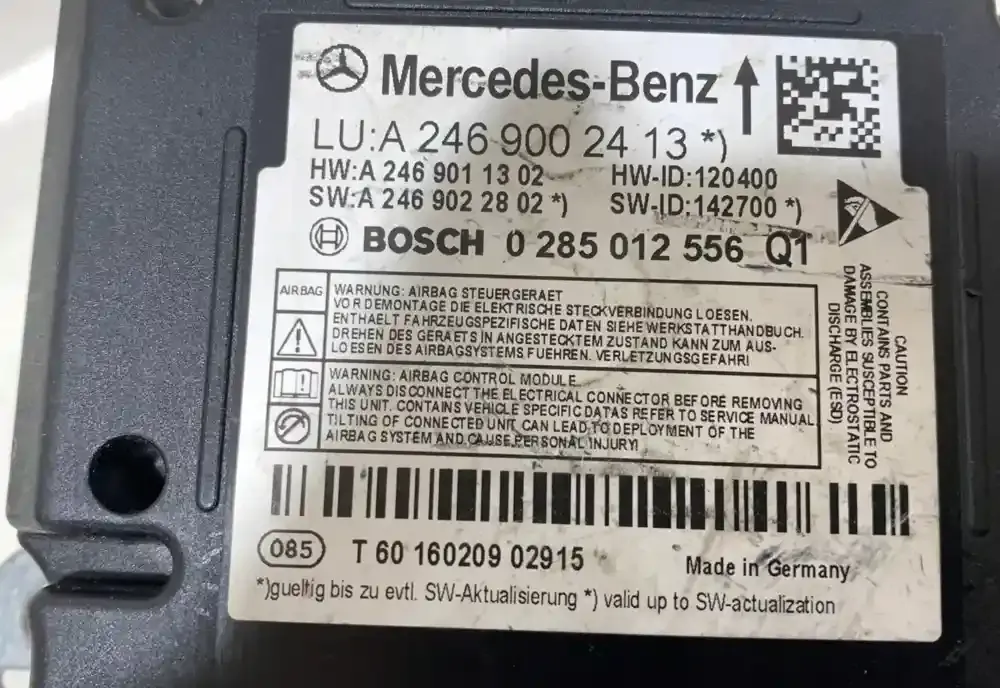 Mercedes-Benz
LU:A 246 900 24 13 *)
HW:A 246 901 13 02 HW-ID:120400
SW:A 246 902 28 02 *) SW-ID:142700 *)
BOSCH 0 285 012 556 Q1
AIRBAG
WARNUNG: AIRBAG STEUERGERAET
VOR DEMONTAGE DIE ELEKTRISCHE STECKVERBINDUNG LOESEN.
ENTHAELT FAHRZEUGSPEZIFISCHE DATEN SIEHE WERKSTATTHANDBUCH.
DREHEN DES GERAETS IN ANGESTECKTEM ZUSTAND KANN ZUM AUS-
LOESEN DES AIRBAGSYSTEMS FUEHREN. VERLETZUNGSGEFAHR!
WARNING: AIRBAG CONTROL MODULE
ALWAYS DISCONNECT THE ELECTRICAL CONNECTOR BEFORE REMOVING
THIS UNIT. CONTAINS VEHICLE SPECIFIC DATAS REFER TO SERVICE MANUAL
TILTING OF CONNECTED UNIT CAN LEAD TO DEPLOYMENT OF THE
AIRBAG SYSTEM AND CAUSE PERSONAL INJURY!
CAUTION
CONTAINS PARTS AND
ASSEMBLIES SUSCEPTIBLE TO
DAMAGE BY ELECTROSTATIC
DISCHARGE (ESD)
085 T 60 160209 02915
Made in Germany
*)gueltig bis zu evtl. SW-Aktualisierung *) valid up to SW-actualization